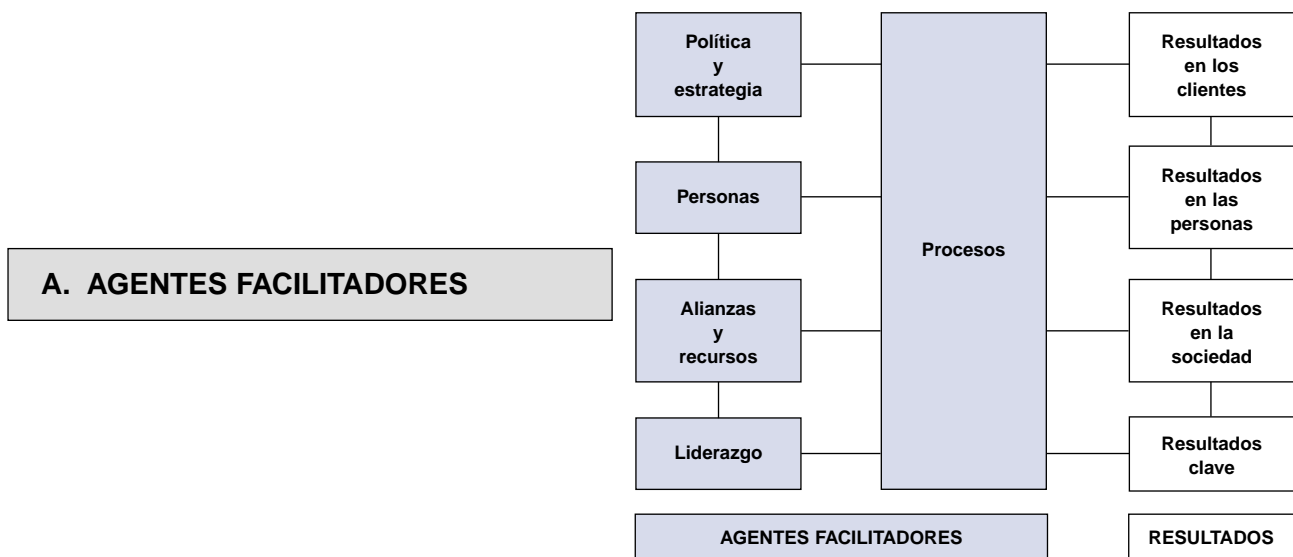 A. AGENTES FACILITADORES
Política
y
estrategia
Personas
Alianzas
y
recursos
Liderazgo
Procesos
Resultados
en los
clientes
Resultados
en las
personas
Resultados
en la
sociedad
Resultados
clave
AGENTES FACILITADORES
RESULTADOS